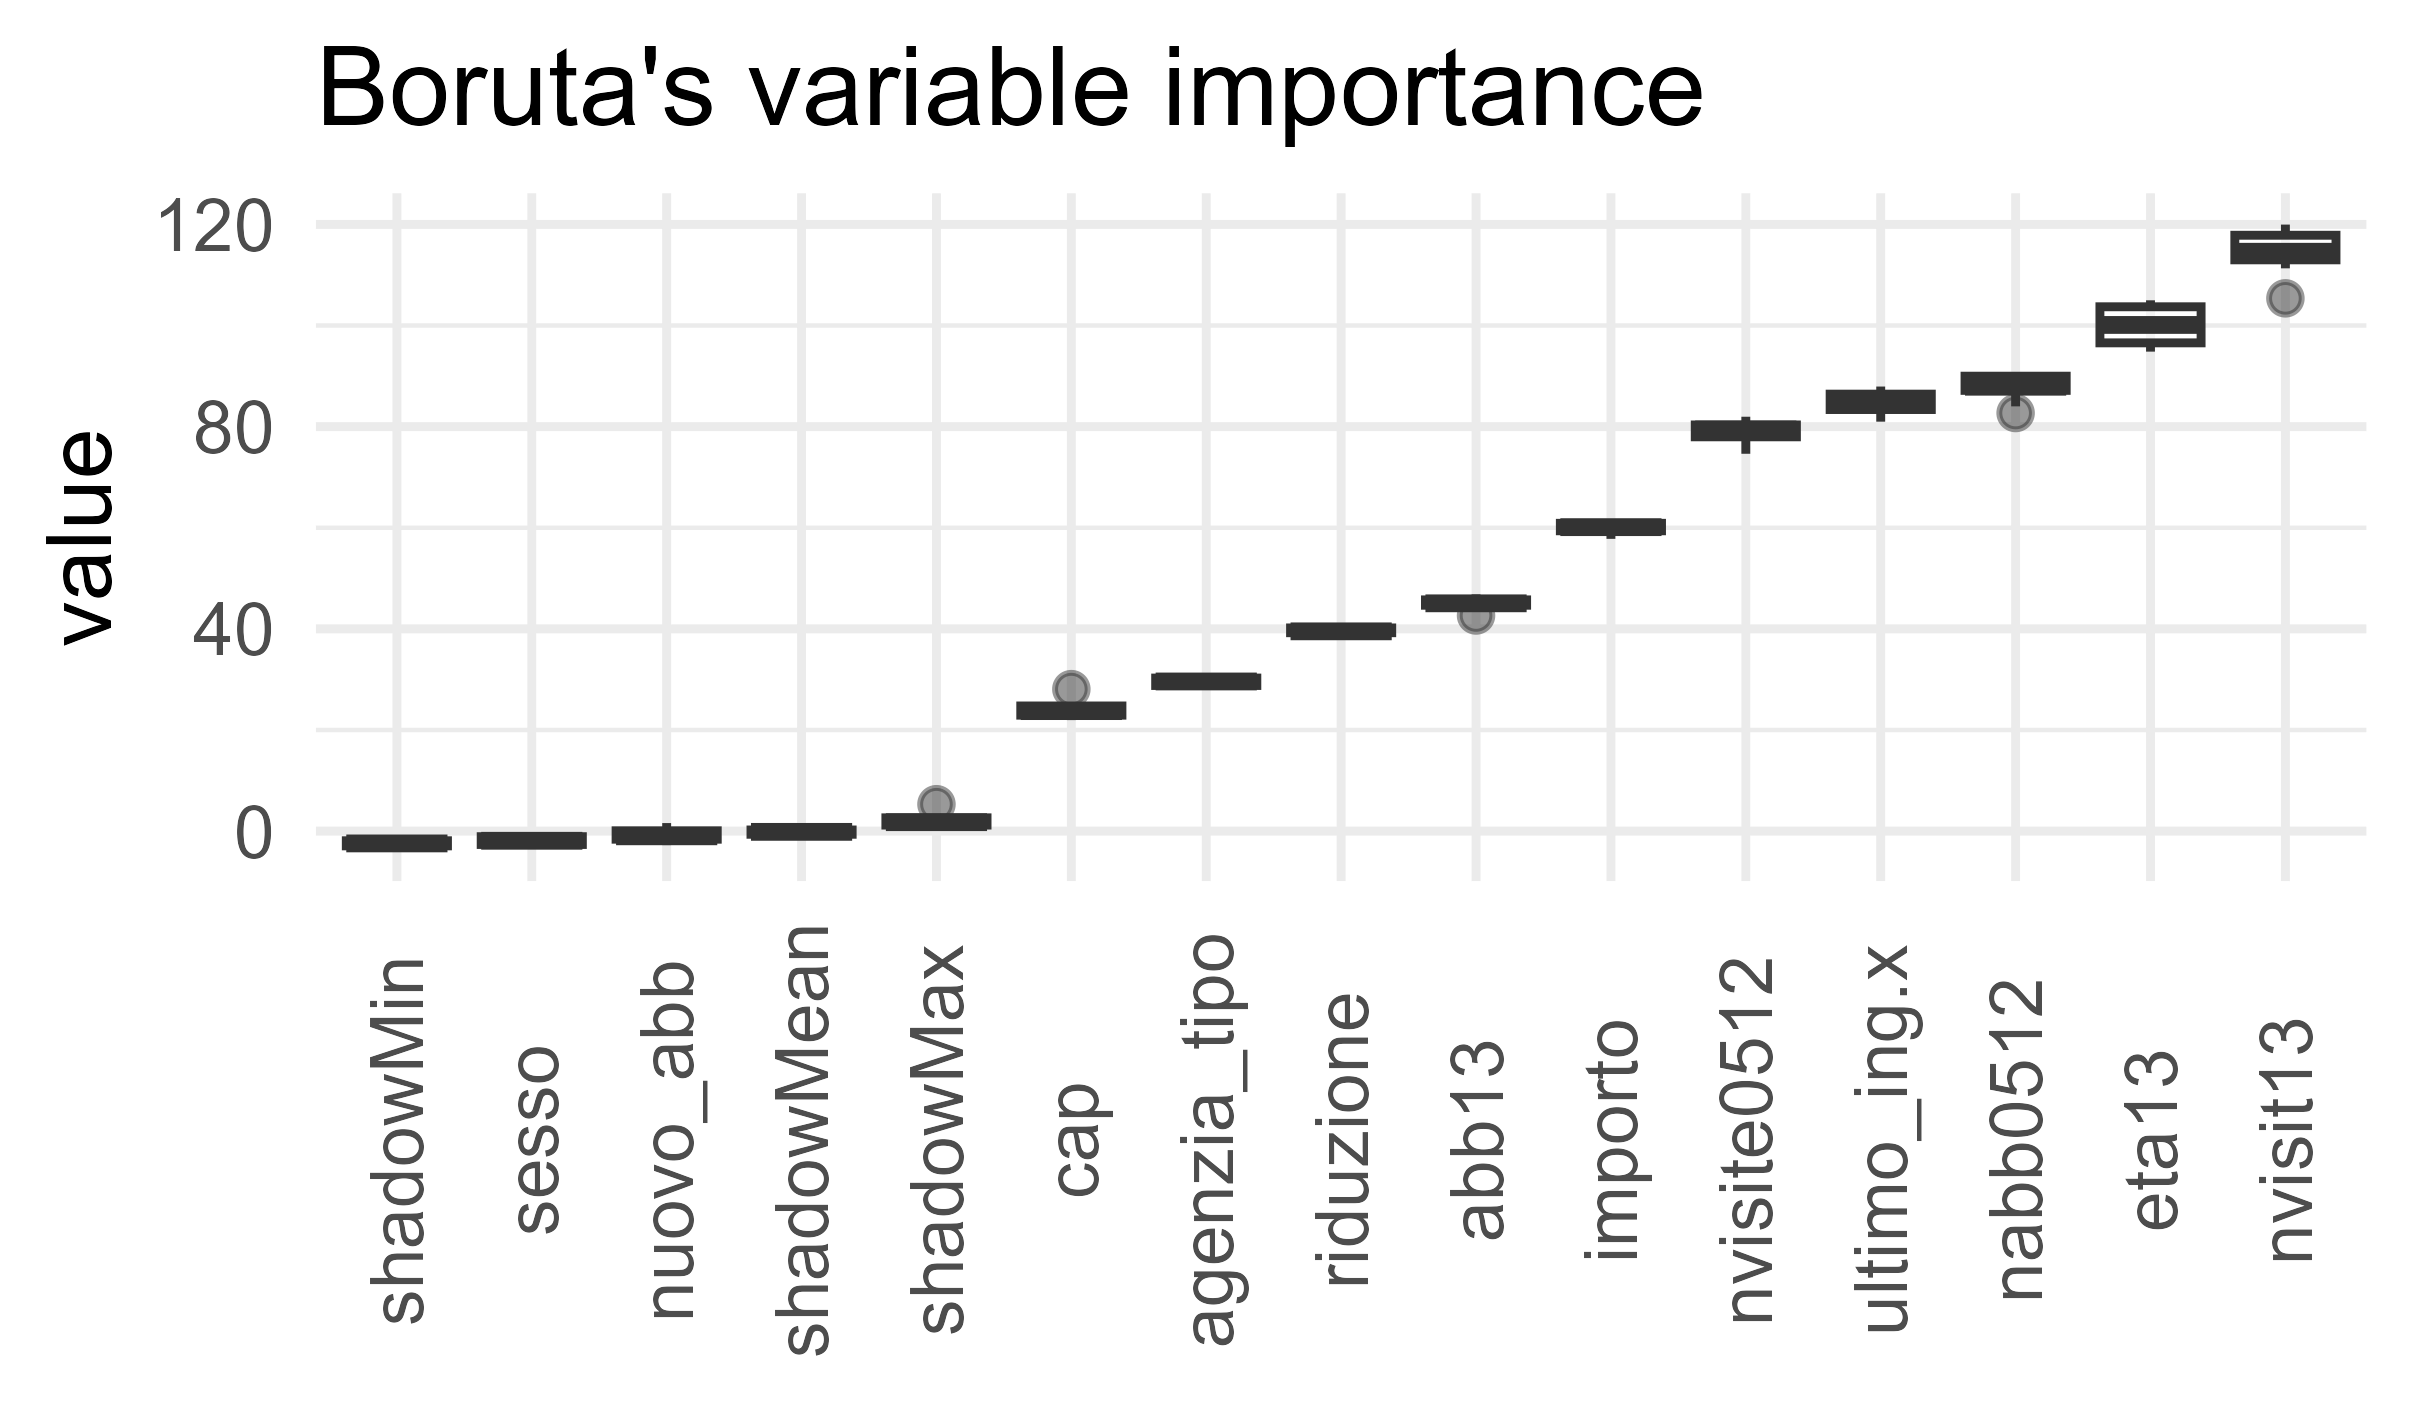 Boruta's variable importance
value
120
80
40
0
shadowMin
sesso
nuovo_abb
shadowMean
shadowMax
cap
agenzia_tipo
riduzione
abb13
importo
nvisite0512
ultimo_ing.x
nabb0512
eta13
nvisit13